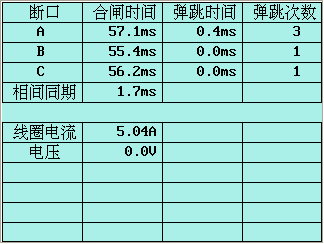 断口 合闸时间 弹跳时间 弹跳次数
A 57.1ms 0.4ms 3
B 55.4ms 0.0ms 1
C 56.2ms 0.0ms 1
相间同期 1.7ms
线圈电流 5.04A
电压 0.0V